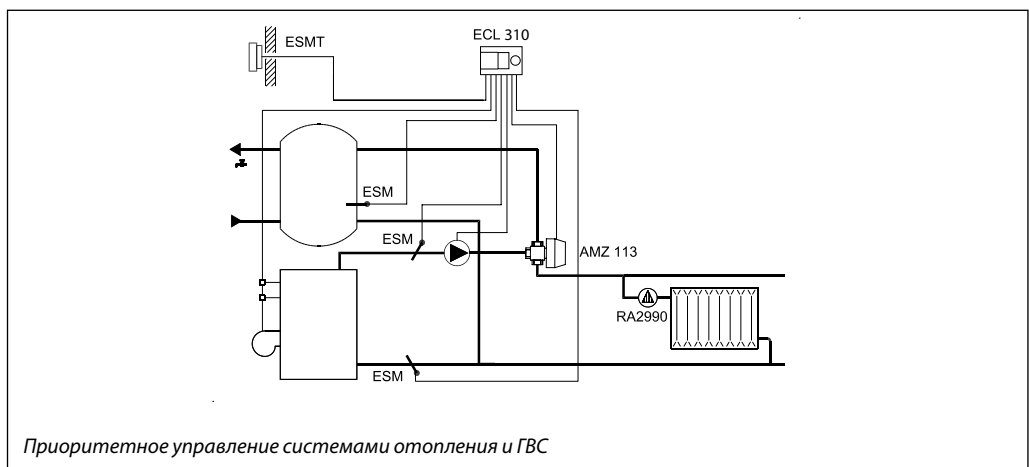 ECL 310
ESMT
ESM
ESM
AMZ 113
RA2990
ESM
Приоритетное управление системами отопления и ГВС